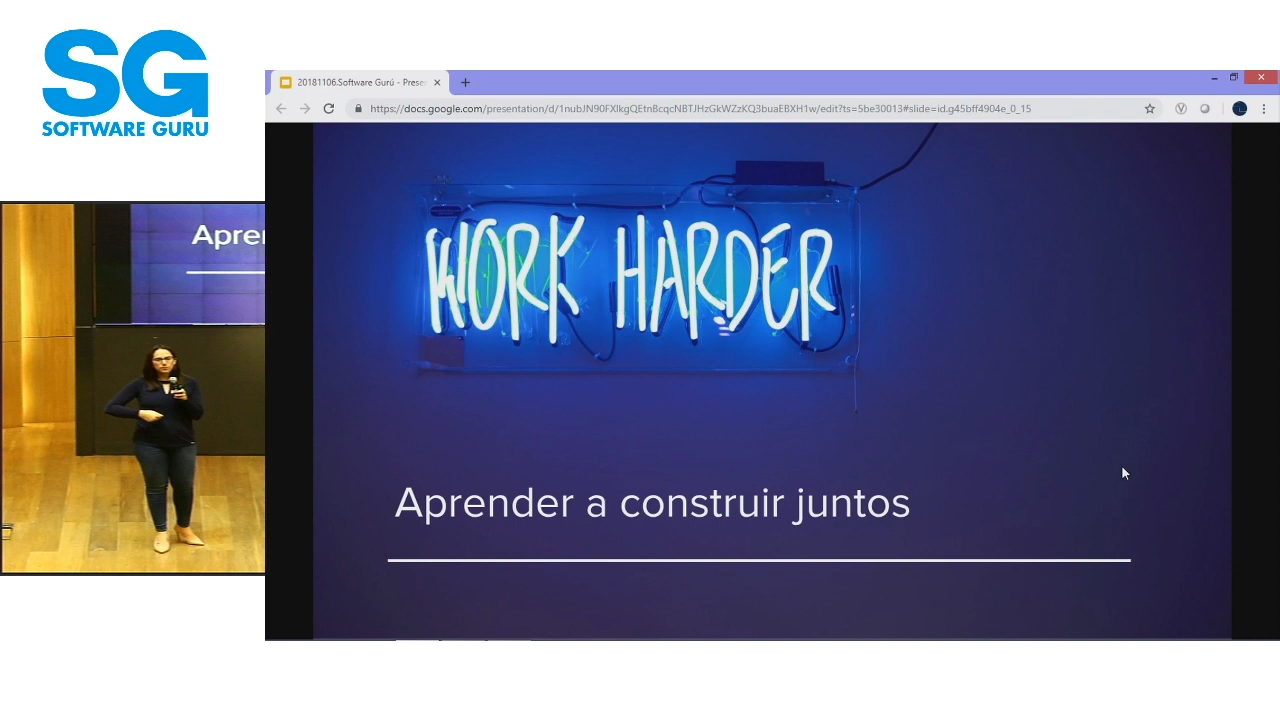 SG
SOFTWARE GURU
20181106.Software Gurú - Prese
https://docs.google.com/presentation/d/1nubJN90FXlkgQEtnBcqcNBTJHzGkWZzKQ3buaEBXH1w/edit?ts=5be30013#slide=id.g45bff4904e_0_15
Apre
WORK HARDER
Aprender a construir juntos